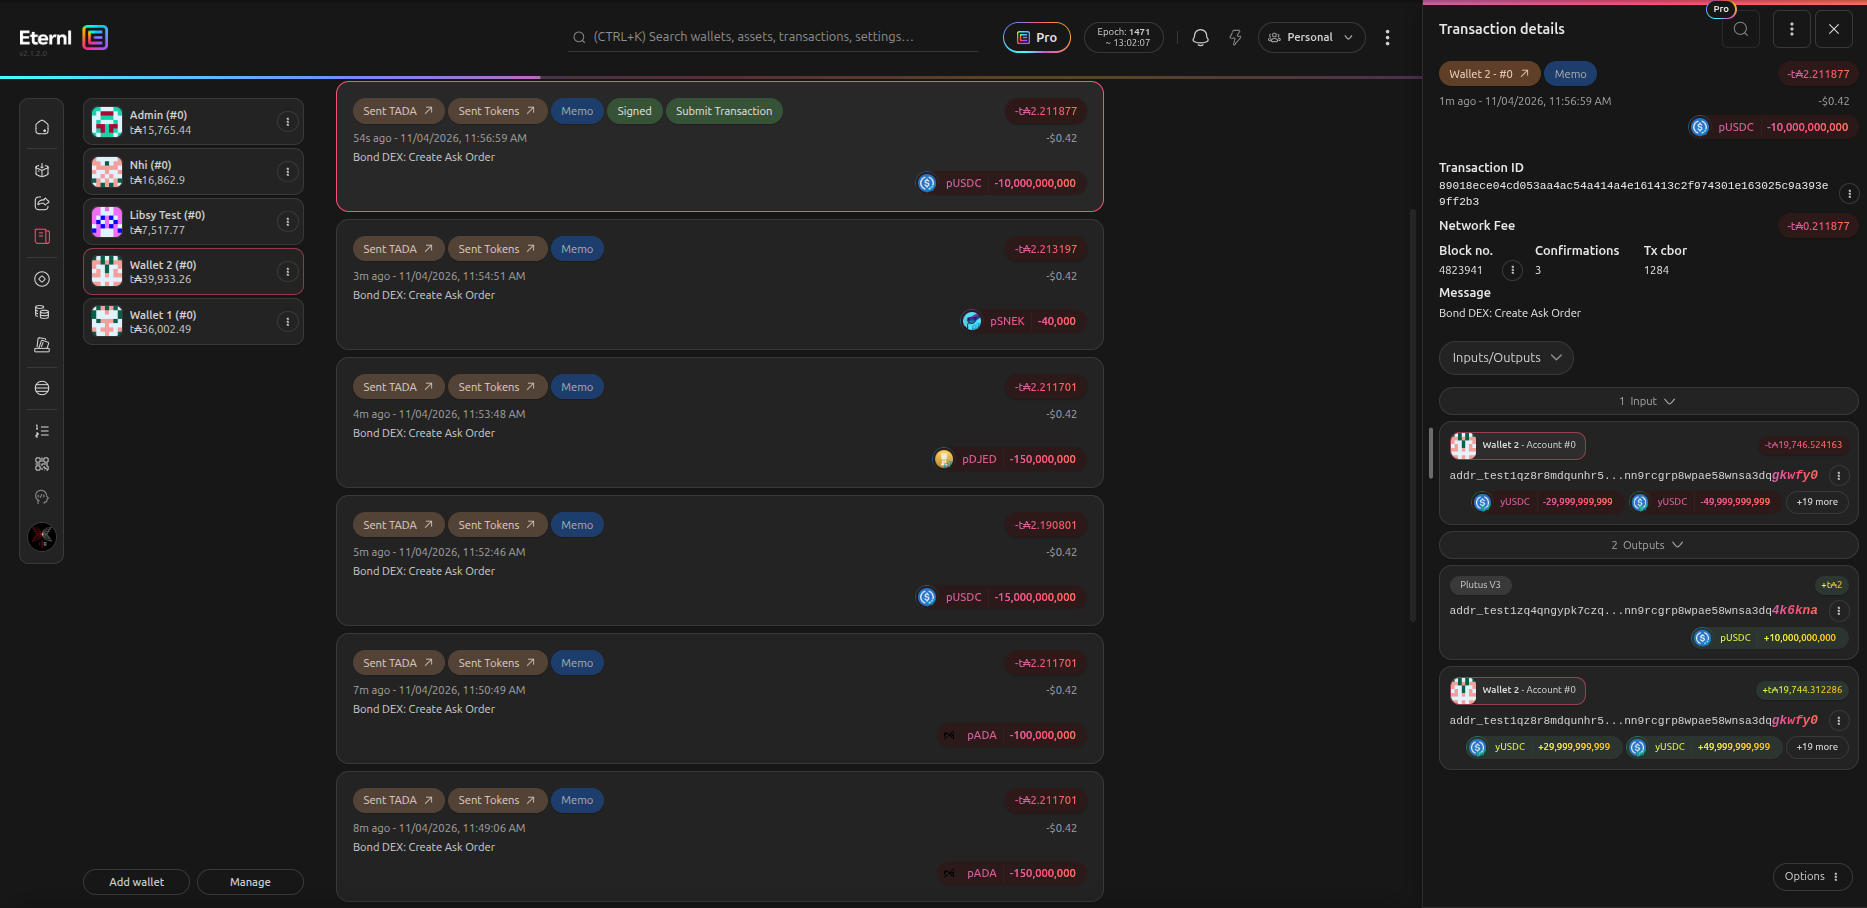 Eternl
v2.1.2.0
(CTRL+K) Search wallets, assets, transactions, settings...
Pro
Epoch: 1471
~ 13:02:07
Personal
Admin (#0)
t₳15,765.44
Nhi (#0)
t₳16,862.9
Libsy Test (#0)
t₳7,517.77
Wallet 2 (#0)
t₳39,933.26
Wallet 1 (#0)
t₳36,002.49
Add wallet
Manage
Sent TADA Sent Tokens Memo Signed Submit Transaction -t₳2.211877
54s ago - 11/04/2026, 11:56:59 AM -$0.42
Bond DEX: Create Ask Order
pUSDC -10,000,000,000
Sent TADA Sent Tokens Memo -t₳2.213197
3m ago - 11/04/2026, 11:54:51 AM -$0.42
Bond DEX: Create Ask Order
pSNEK -40,000
Sent TADA Sent Tokens Memo -t₳2.211701
4m ago - 11/04/2026, 11:53:48 AM -$0.42
Bond DEX: Create Ask Order
pDJED -150,000,000
Sent TADA Sent Tokens Memo -t₳2.190801
5m ago - 11/04/2026, 11:52:46 AM -$0.42
Bond DEX: Create Ask Order
pUSDC -15,000,000,000
Sent TADA Sent Tokens Memo -t₳2.211701
7m ago - 11/04/2026, 11:50:49 AM -$0.42
Bond DEX: Create Ask Order
pADA -100,000,000
Sent TADA Sent Tokens Memo -t₳2.211701
8m ago - 11/04/2026, 11:49:06 AM -$0.42
Bond DEX: Create Ask Order
pADA -150,000,000
Pro
Transaction details
Wallet 2 - #0 Memo -t₳2.211877
1m ago - 11/04/2026, 11:56:59 AM -$0.42
pUSDC -10,000,000,000
Transaction ID
89018ece04cd053aa4ac54a414a4e161413c2f974301e163025c9a393e
9ff2b3
Network Fee -t₳0.211877
Block no. Confirmations Tx cbor
4823941 3 1284
Message
Bond DEX: Create Ask Order
Inputs/Outputs
1 Input
Wallet 2 - Account #0 -t₳19,746.524163
addr_test1qz8r8mdqunhr5...nn9rcgrp8wpae58wnsa3dqgkwfy0
yUSDC -29,999,999,999 yUSDC -49,999,999,999 +19 more
2 Outputs
Plutus V3 +t₳2
addr_test1zq4qngypk7czq...nn9rcgrp8wpae58wnsa3dq4k6kna
pUSDC +10,000,000,000
Wallet 2 - Account #0 +t₳19,744.312286
addr_test1qz8r8mdqunhr5...nn9rcgrp8wpae58wnsa3dqgkwfy0
yUSDC +29,999,999,999 yUSDC +49,999,999,999 +19 more
Options